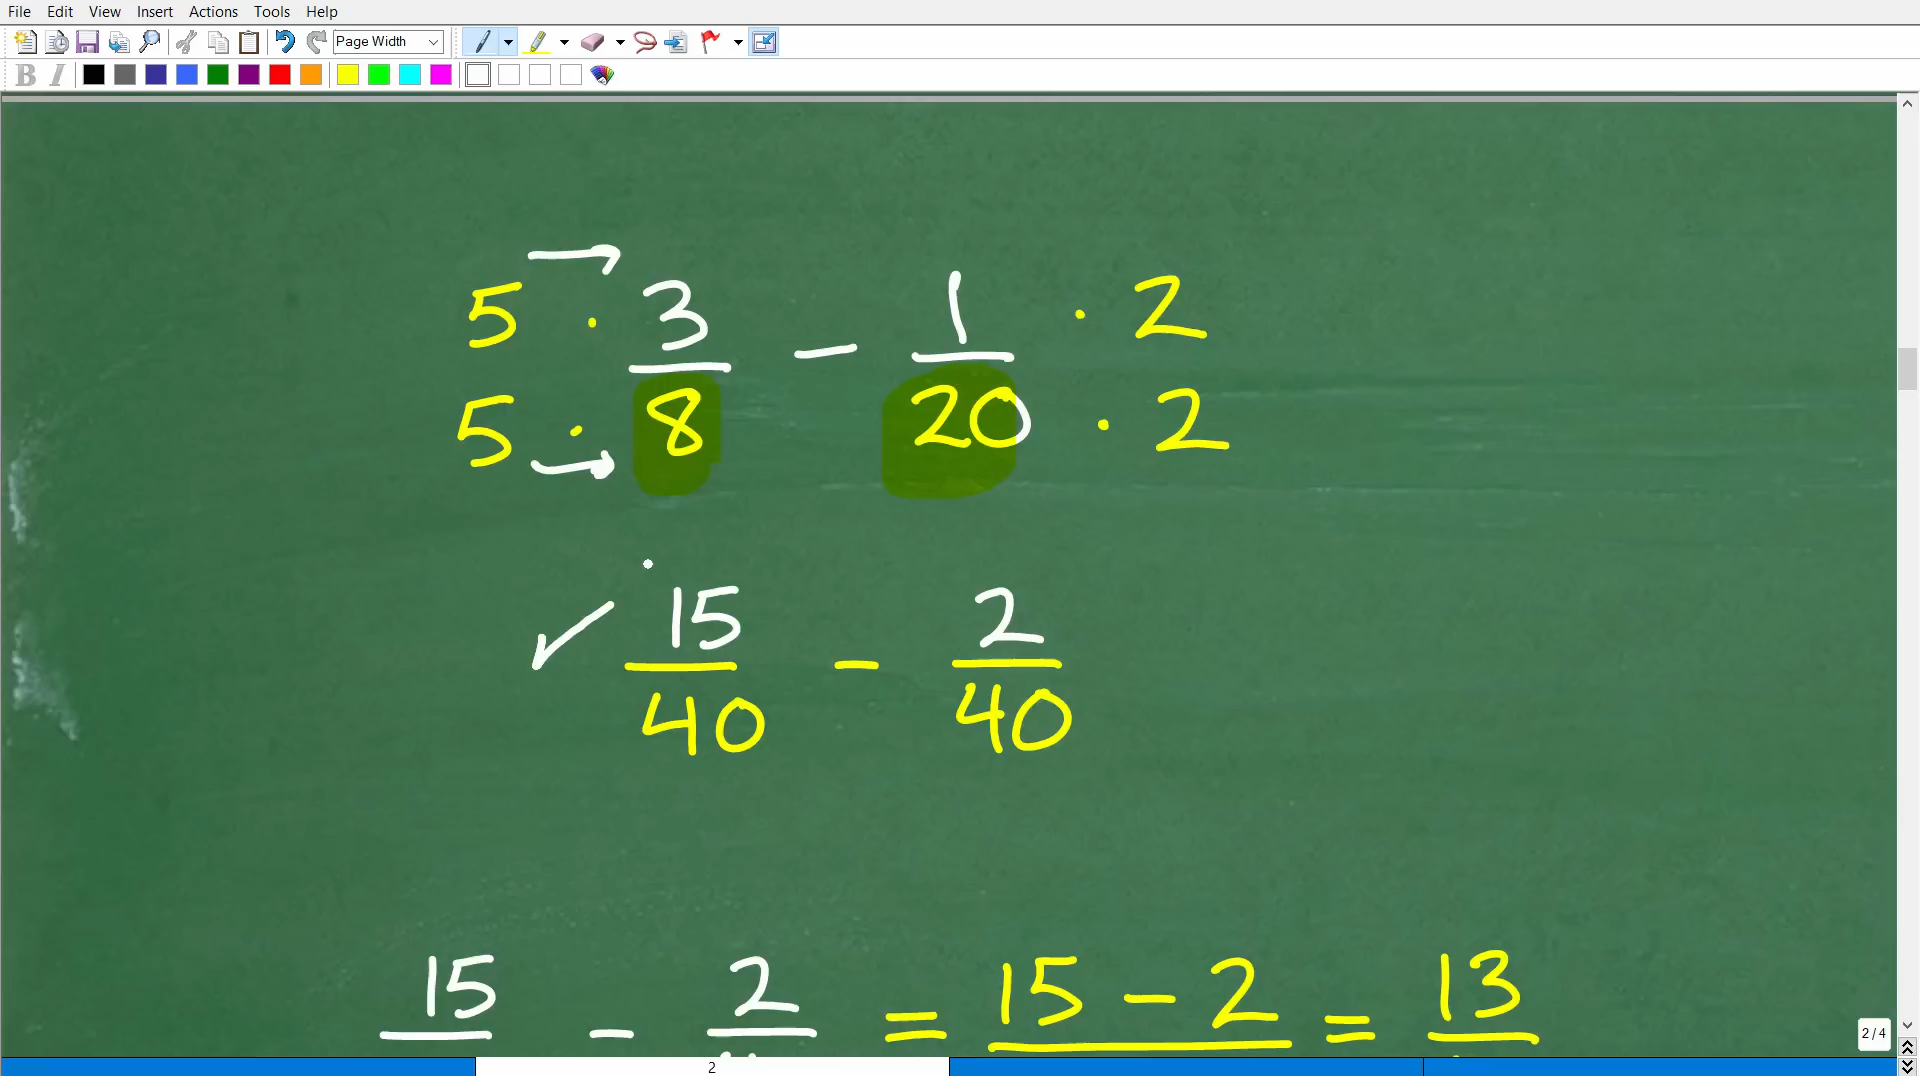 File Edit View Insert Actions Tools Help
Page Width
B I
5 · 3 − 1 · 2
5 · 8 20 · 2
15 − 2
40 40
15 − 2 = 15 − 2 = 13
2 / 4
2